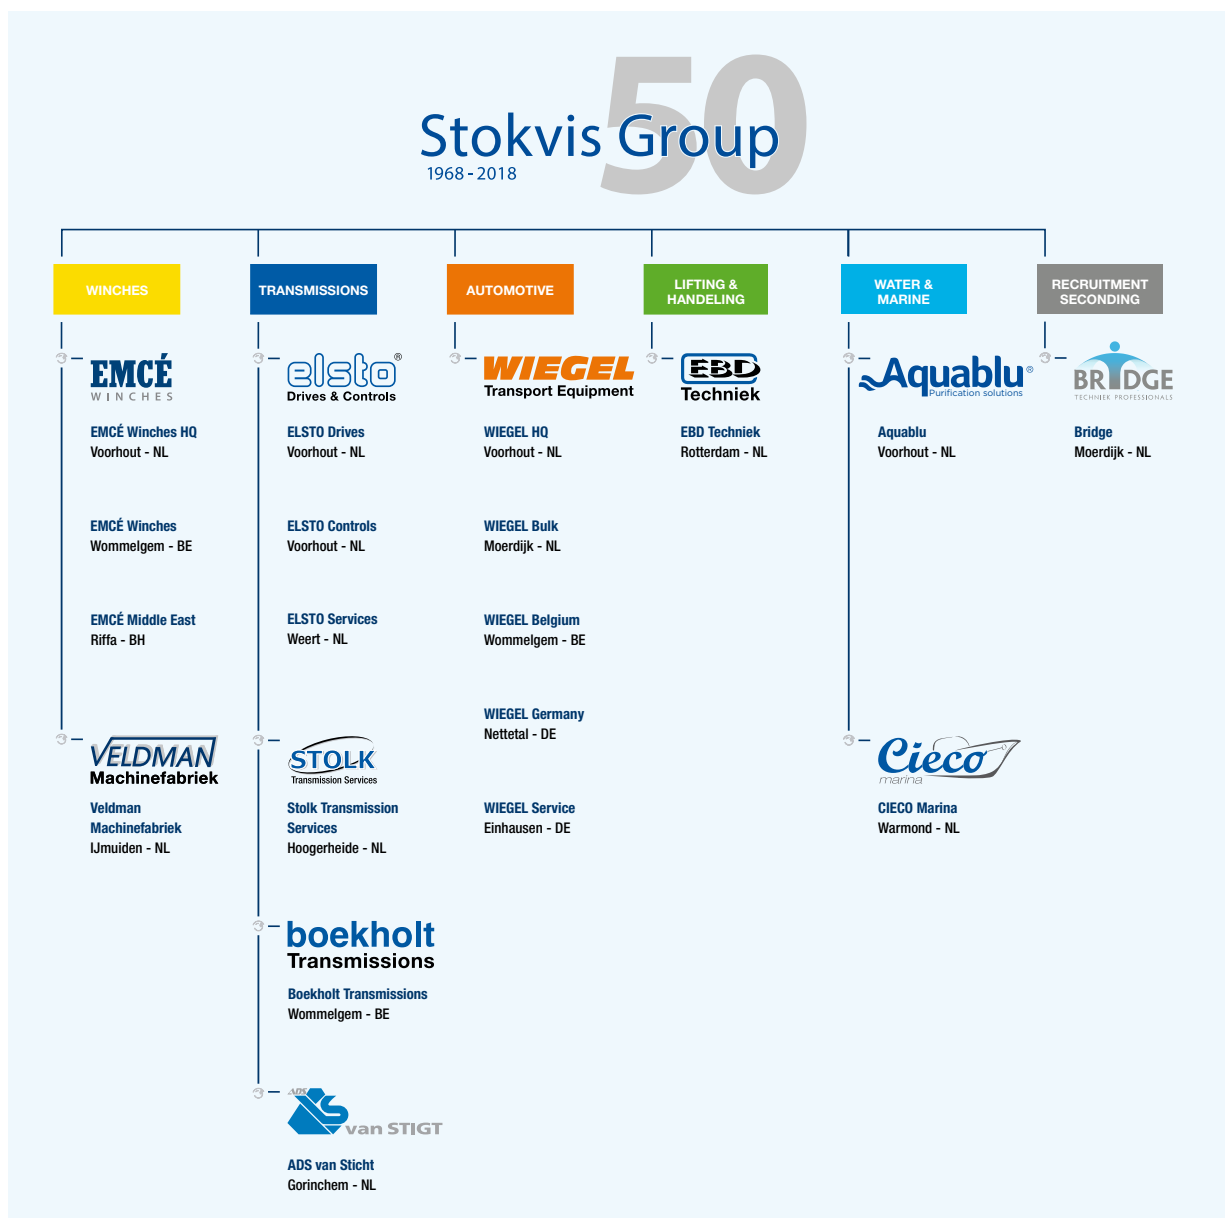 50
Stokvis Group
1968 - 2018
WINCHES
TRANSMISSIONS
AUTOMOTIVE
LIFTING &
HANDELING
WATER &
MARINE
RECRUITMENT
SECONDING
EMCÉ
WINCHES
EMCÉ Winches HQ
Voorhout - NL
EMCÉ Winches
Wommelgem - BE
EMCÉ Middle East
Riffa - BH
VELDMAN
Machinefabriek
Veldman
Machinefabriek
IJmuiden - NL
elsto®
Drives & Controls
ELSTO Drives
Voorhout - NL
ELSTO Controls
Voorhout - NL
ELSTO Services
Weert - NL
STOLK
Transmission Services
Stolk Transmission
Services
Hoogerheide - NL
boekholt
Transmissions
Boekholt Transmissions
Wommelgem - BE
ADS
van STIGT
ADS van Sticht
Gorinchem - NL
WIEGEL
Transport Equipment
WIEGEL HQ
Voorhout - NL
WIEGEL Bulk
Moerdijk - NL
WIEGEL Belgium
Wommelgem - BE
WIEGEL Germany
Nettetal - DE
WIEGEL Service
Einhausen - DE
EBD
Techniek
EBD Techniek
Rotterdam - NL
Aquablu®
Purification solutions
Aquablu
Voorhout - NL
Cieco
marina
CIECO Marina
Warmond - NL
BRIDGE
TECHNIEK PROFESSIONALS
Bridge
Moerdijk - NL